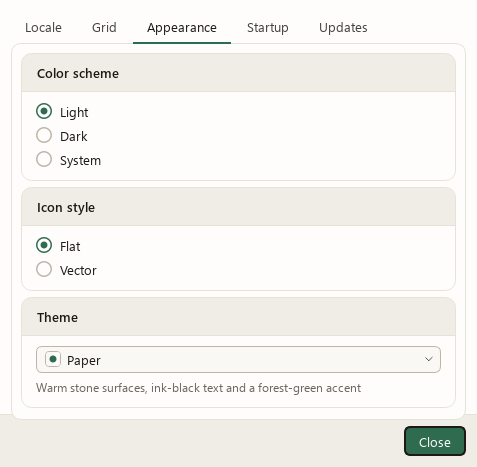 Locale Grid Appearance Startup Updates
Color scheme
Light
Dark
System
Icon style
Flat
Vector
Theme
Paper
Warm stone surfaces, ink-black text and a forest-green accent
Close